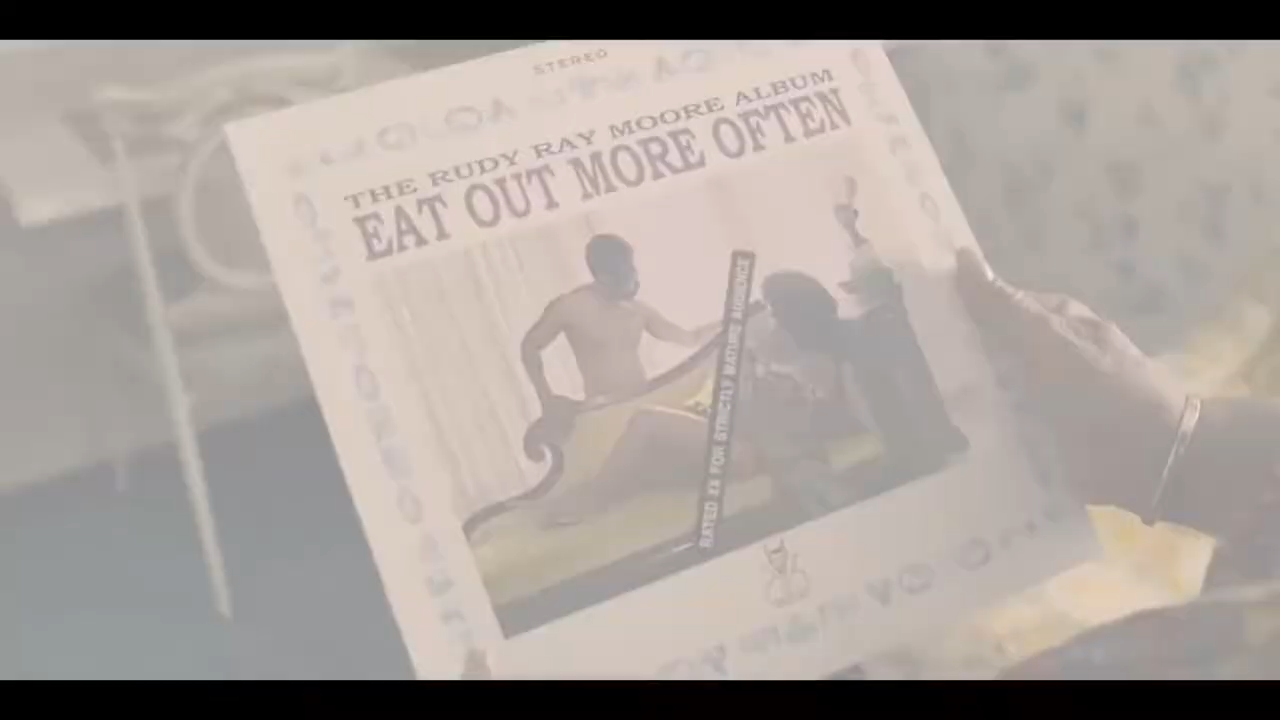 STEREO
THE RUDY RAY MOORE ALBUM
EAT OUT MORE OFTEN
RATED XX FOR STRICTLY MATURE AUDIENCE